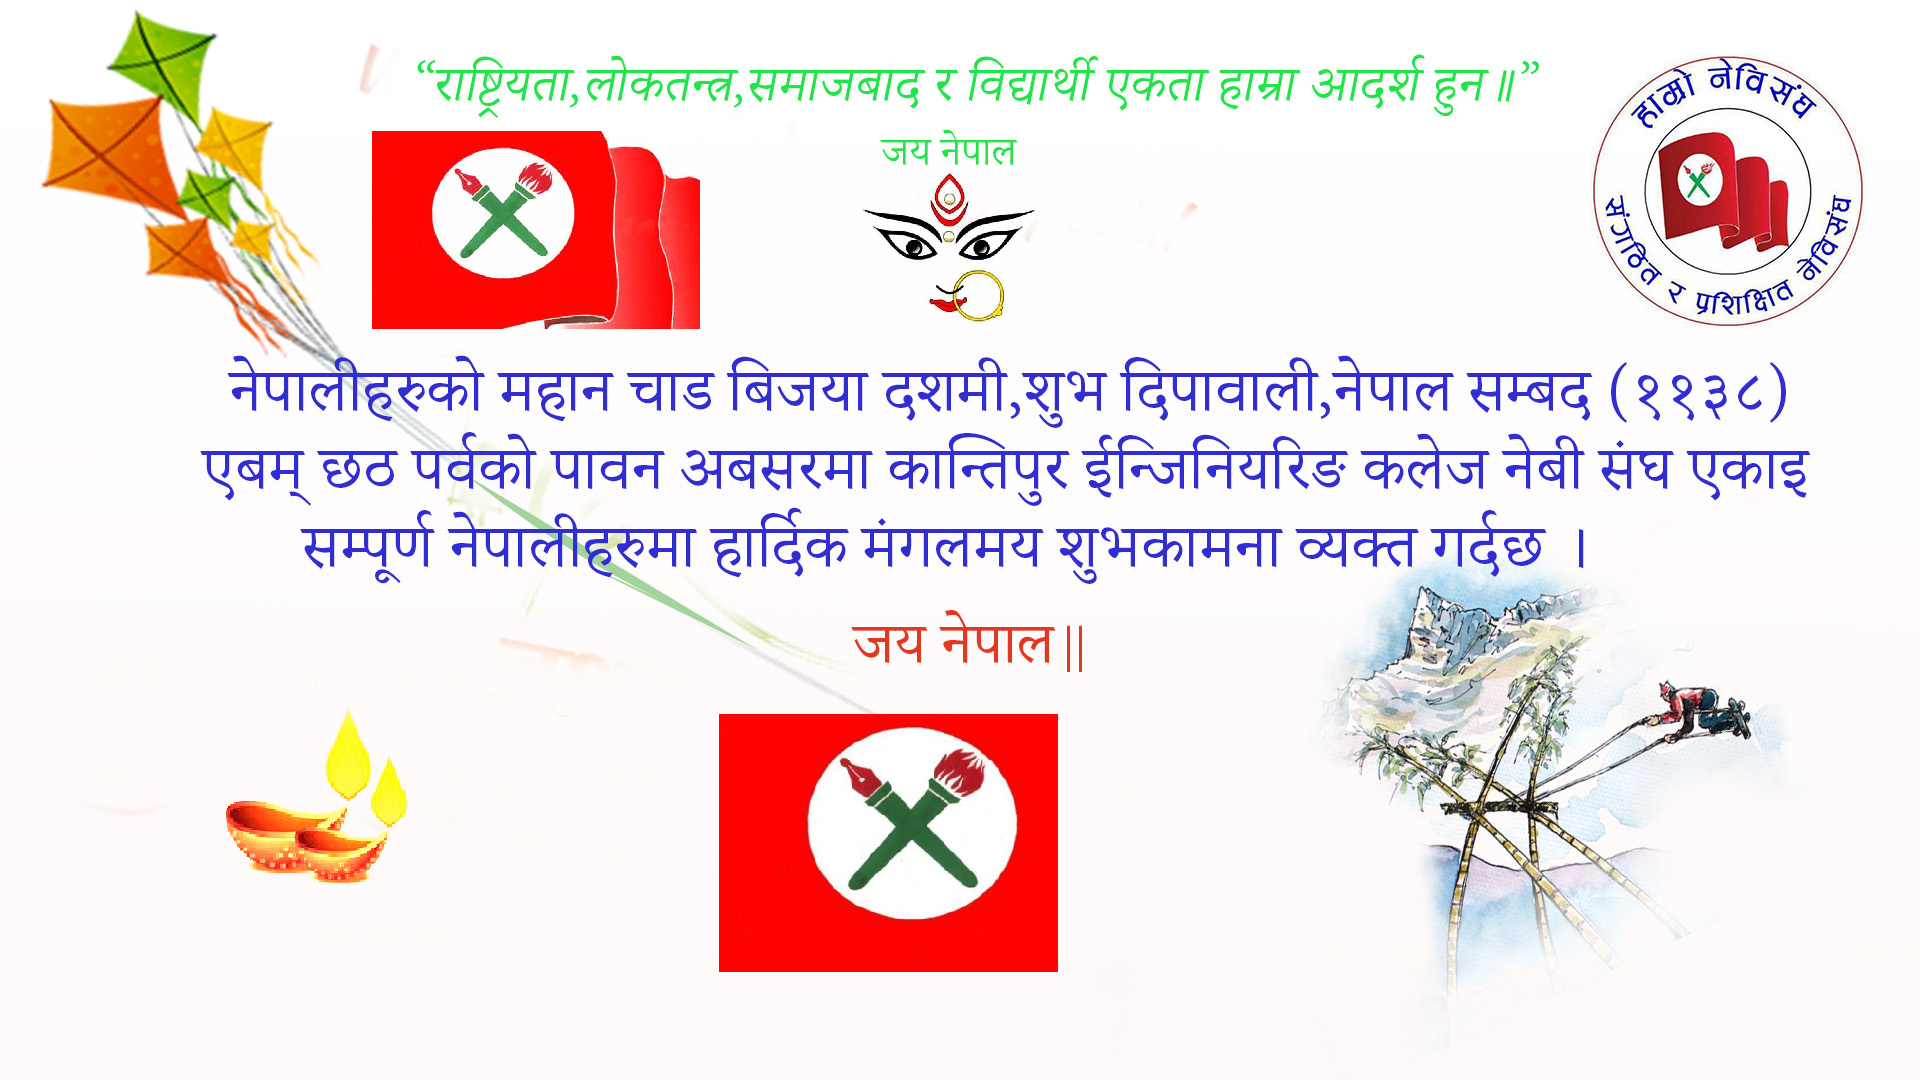 “राष्ट्रियता,लोकतन्त्र,समाजबाद र विद्यार्थी एकता हाम्रा आदर्श हुन॥”
जय नेपाल
हाम्रो नेविसंघ
संगठित र प्रशिक्षित नेविसंघ
नेपालीहरुको महान चाड बिजया दशमी,शुभ दिपावाली,नेपाल सम्बद (११३८)
एबम् छठ पर्वको पावन अबसरमा कान्तिपुर ईन्जिनियरिङ कलेज नेबी संघ एकाइ
सम्पूर्ण नेपालीहरुमा हार्दिक मंगलमय शुभकामना व्यक्त गर्दछ ।
जय नेपाल॥